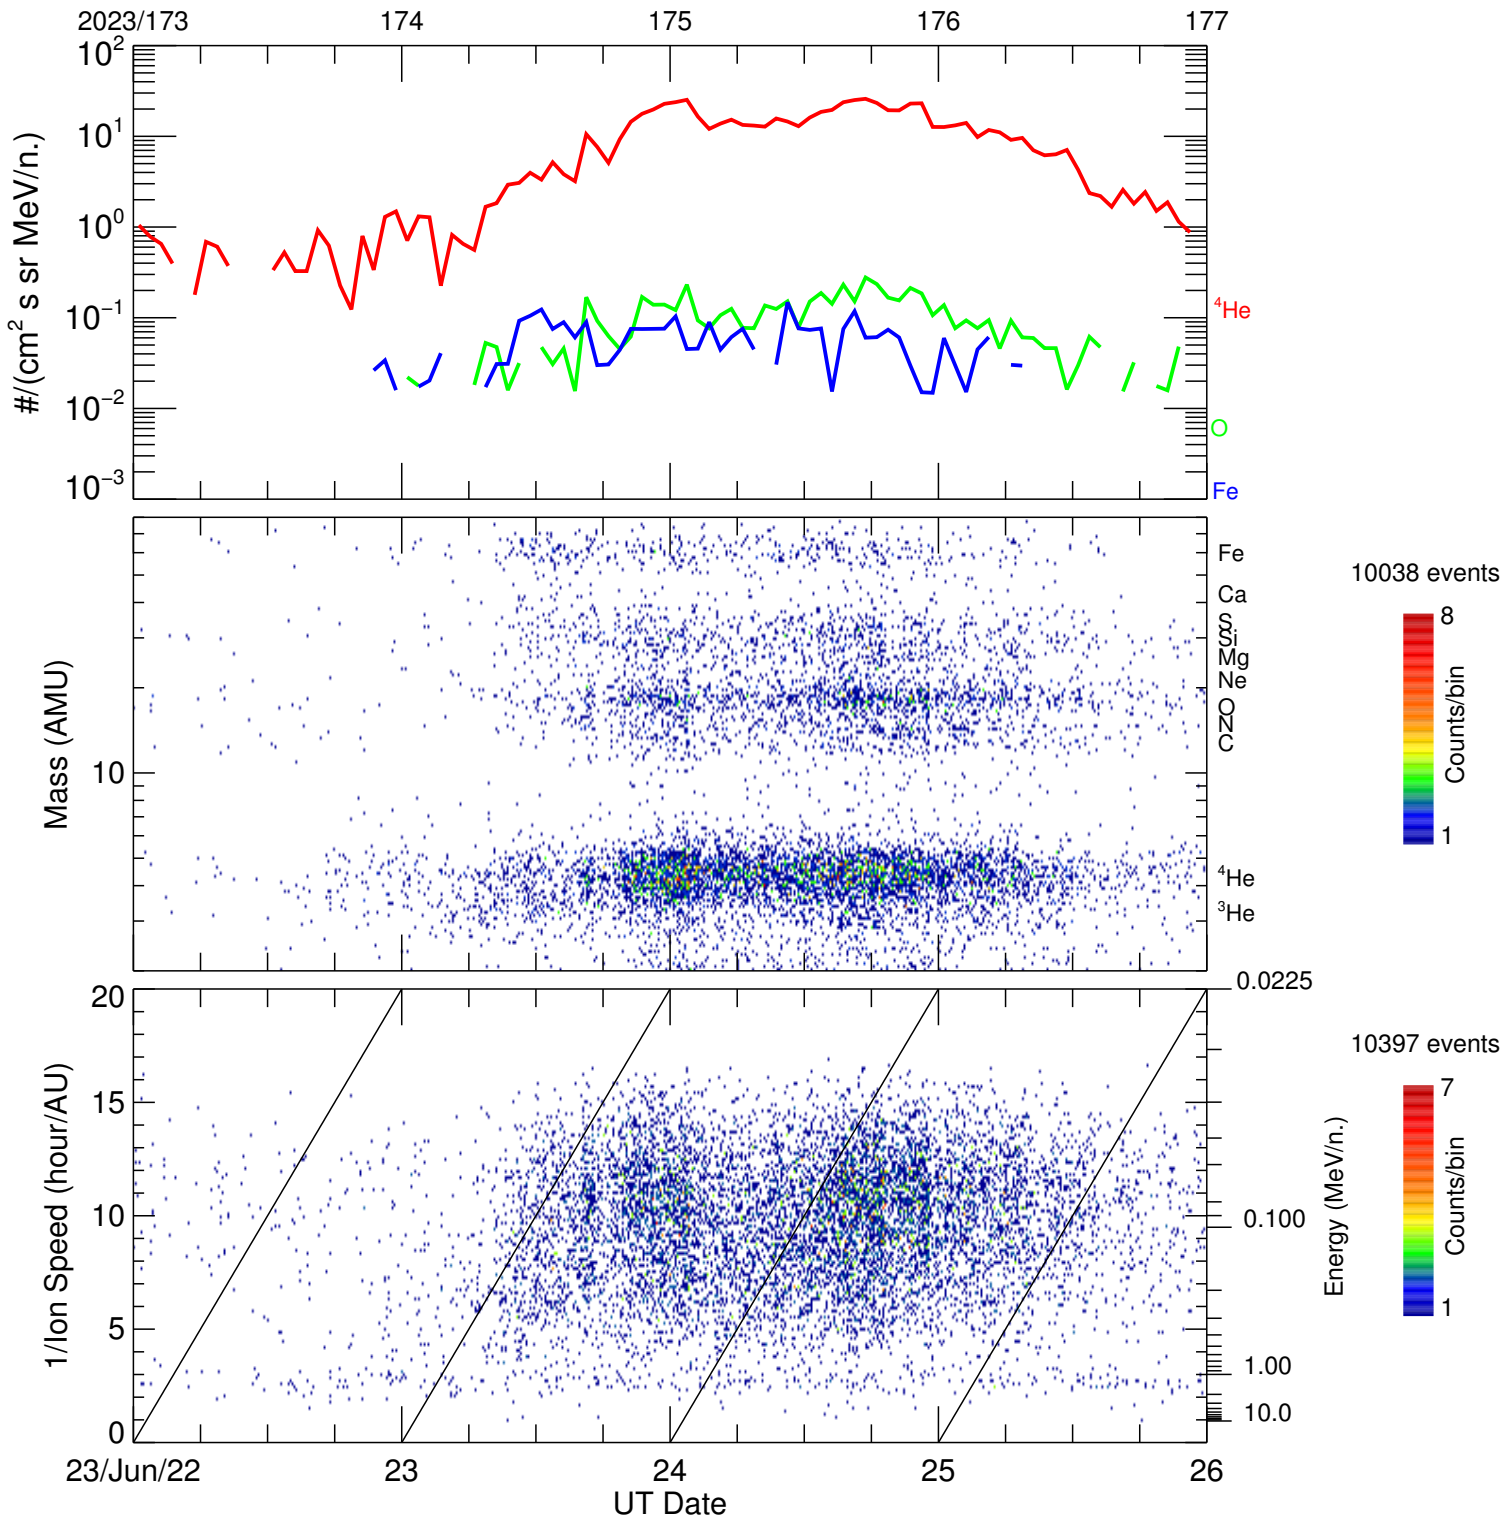 2023/173 174 175 176 177
10²
10¹
10⁰
10⁻¹
10⁻²
10⁻³
#/(cm² s sr MeV/n.)
⁴He
O
Fe
Mass (AMU)
10
Fe
Ca
S
Si
Mg
Ne
O
N
C
⁴He
³He
10038 events
8
Counts/bin
1
1/Ion Speed (hour/AU)
20
15
10
5
0
0.0225
0.100
1.00
10.0
Energy (MeV/n.)
10397 events
7
Counts/bin
1
23/Jun/22 23 24 25 26
UT Date